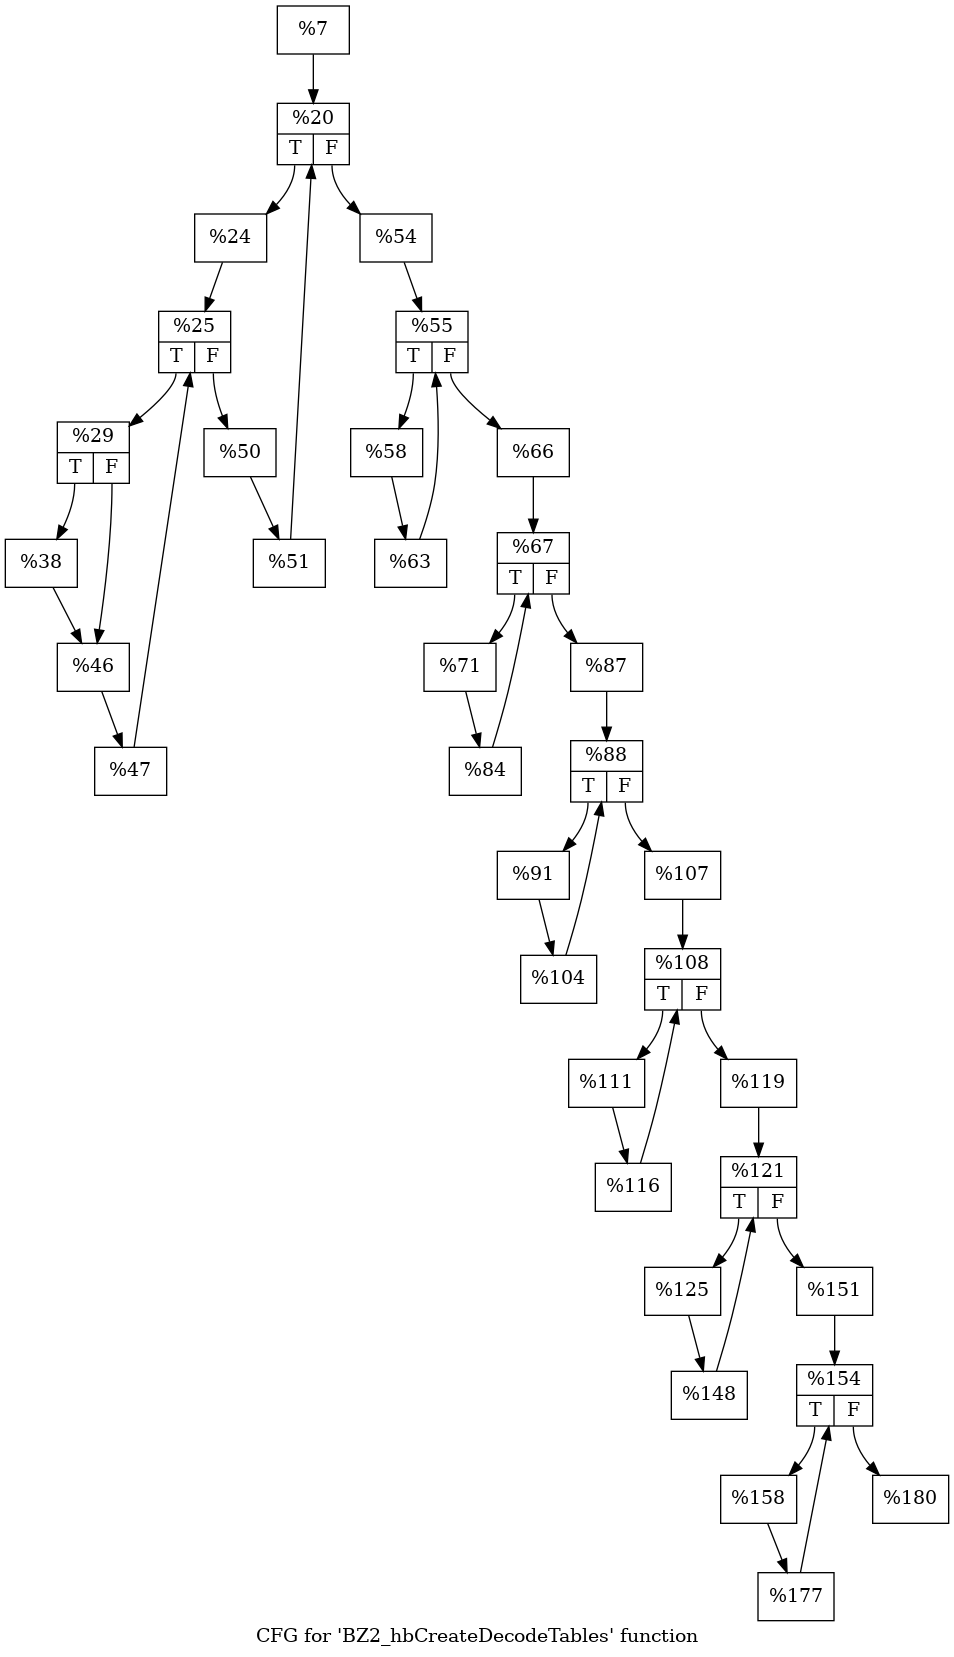 %7
%20
T F
%24 %54
%25 %55
T F T F
%29 %50 %58 %66
T F
%38 %51 %63 %67
T F
%46 %71 %87
%47 %84 %88
T F
%91 %107
%104 %108
T F
%111 %119
%116 %121
T F
%125 %151
%148 %154
T F
%158 %180
%177
CFG for 'BZ2_hbCreateDecodeTables' function